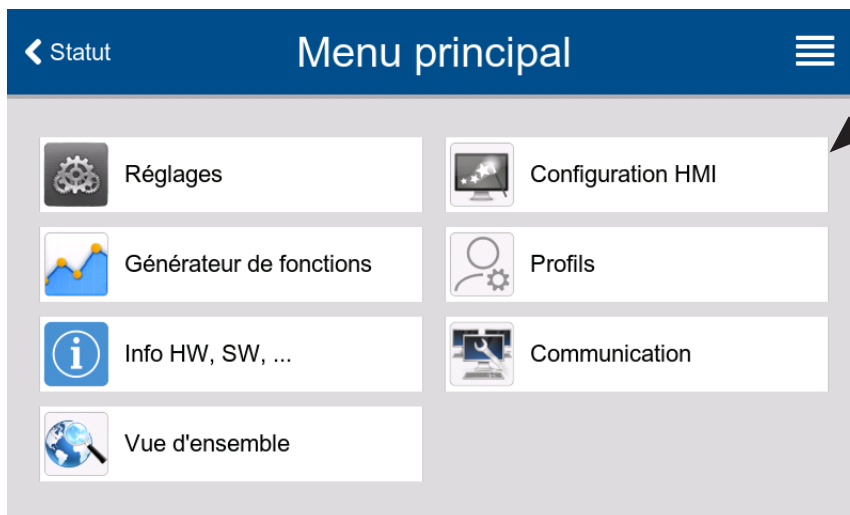 Statut
Menu principal
Réglages
Configuration HMI
Générateur de fonctions
Profils
Info HW, SW, ...
Communication
Vue d'ensemble